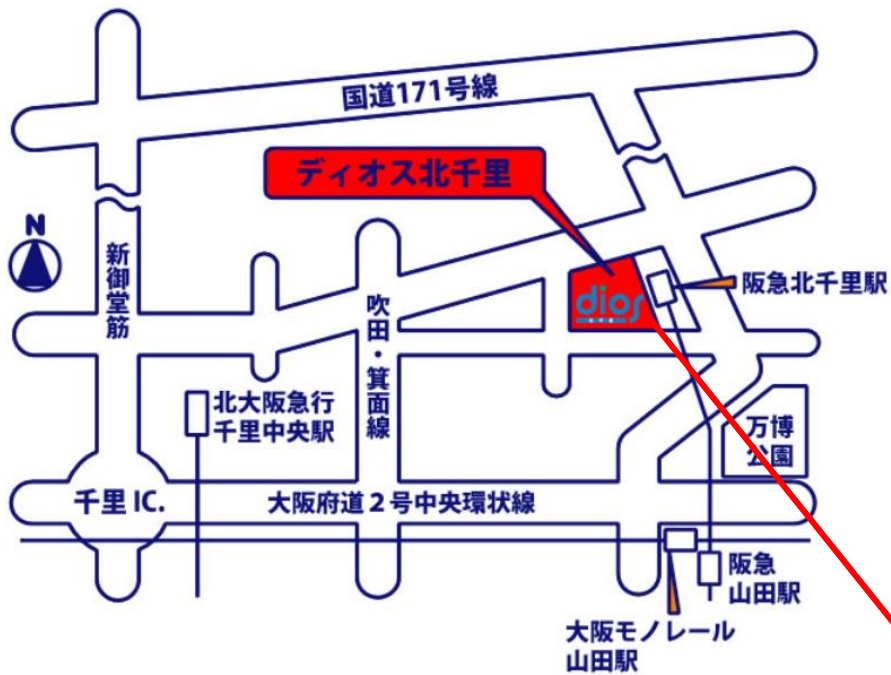 国道171号線
ディオス北千里
N
新御堂筋
吹田・箕面線
dios
阪急北千里駅
北大阪急行
千里中央駅
万博
公園
千里 IC.
大阪府道２号中央環状線
阪急
山田駅
大阪モノレール
山田駅